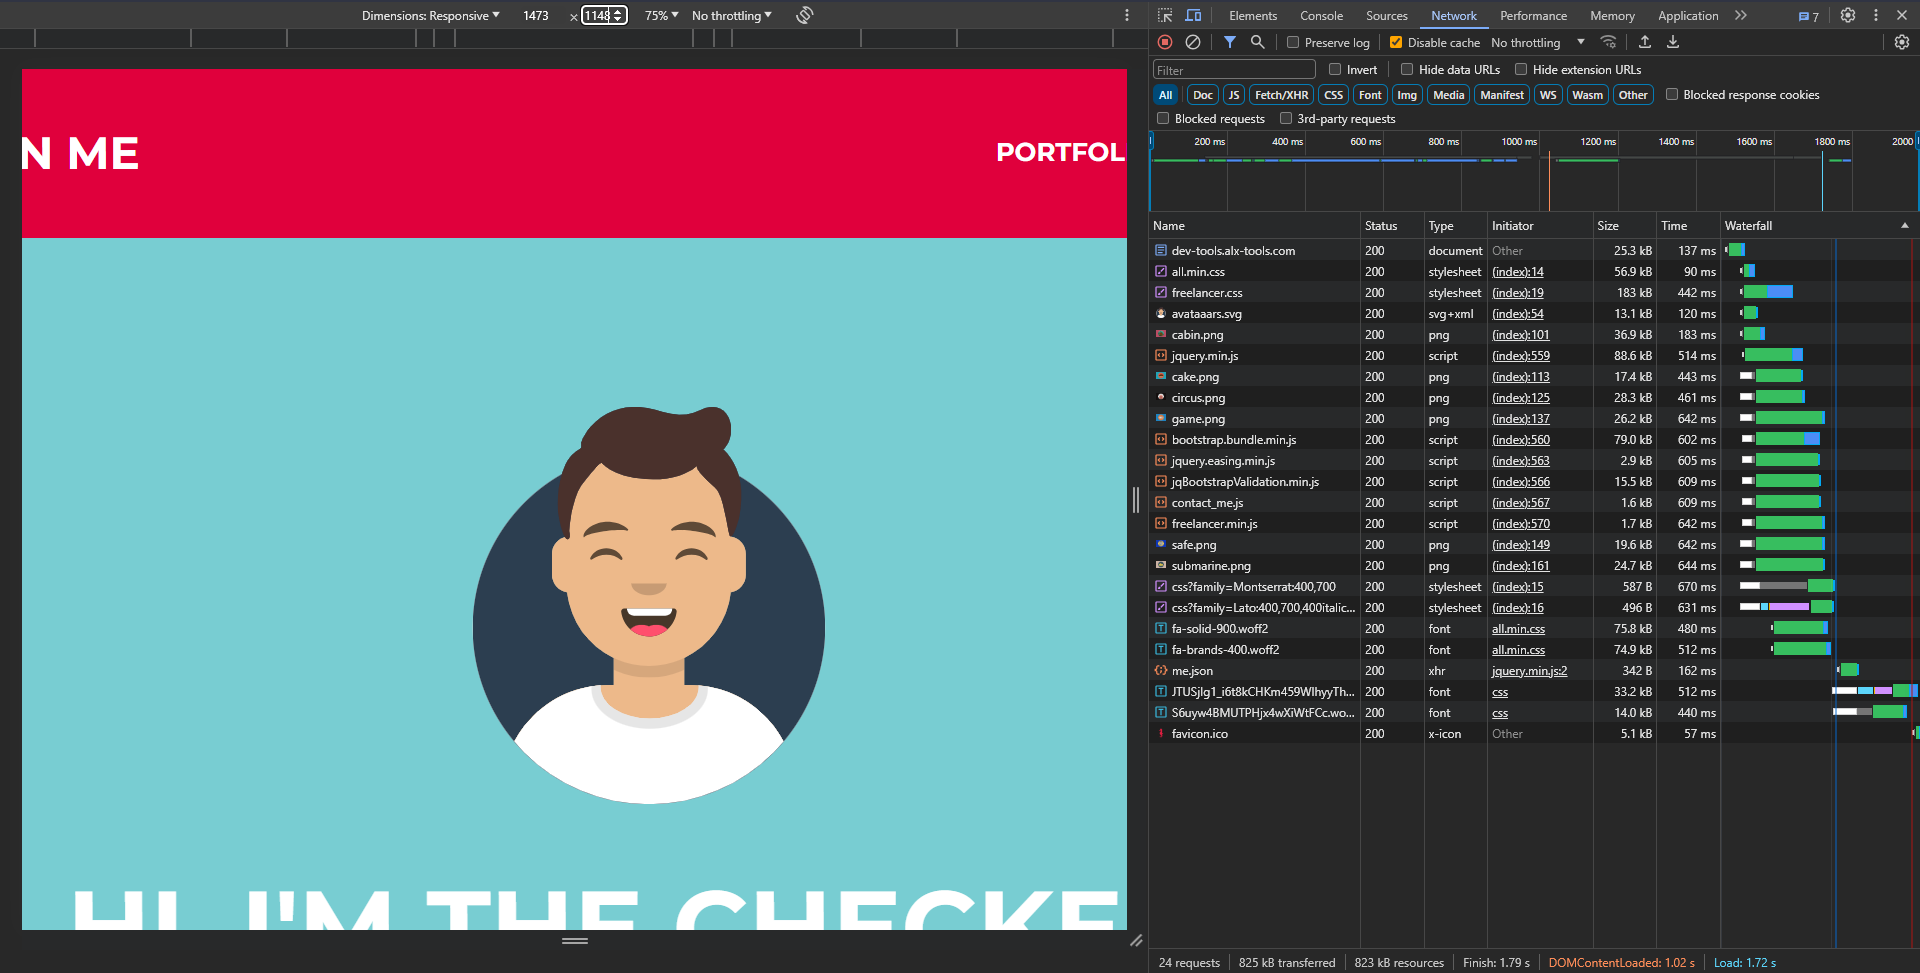 Dimensions: Responsive 1473 × 1148 75% No throttling
Elements Console Sources Network Performance Memory Application 7
Preserve log Disable cache No throttling
Filter Invert Hide data URLs Hide extension URLs
All Doc JS Fetch/XHR CSS Font Img Media Manifest WS Wasm Other Blocked response cookies
Blocked requests 3rd-party requests
200 ms 400 ms 600 ms 800 ms 1000 ms 1200 ms 1400 ms 1600 ms 1800 ms 2000
N ME PORTFOL
HI, I'M THE CHECKE
Name Status Type Initiator Size Time Waterfall
dev-tools.alx-tools.com 200 document Other 25.3 kB 137 ms
all.min.css 200 stylesheet (index):14 56.9 kB 90 ms
freelancer.css 200 stylesheet (index):19 183 kB 442 ms
avataaars.svg 200 svg+xml (index):54 13.1 kB 120 ms
cabin.png 200 png (index):101 36.9 kB 183 ms
jquery.min.js 200 script (index):559 88.6 kB 514 ms
cake.png 200 png (index):113 17.4 kB 443 ms
circus.png 200 png (index):125 28.3 kB 461 ms
game.png 200 png (index):137 26.2 kB 642 ms
bootstrap.bundle.min.js 200 script (index):560 79.0 kB 602 ms
jquery.easing.min.js 200 script (index):563 2.9 kB 605 ms
jqBootstrapValidation.min.js 200 script (index):566 15.5 kB 609 ms
contact_me.js 200 script (index):567 1.6 kB 609 ms
freelancer.min.js 200 script (index):570 1.7 kB 642 ms
safe.png 200 png (index):149 19.6 kB 642 ms
submarine.png 200 png (index):161 24.7 kB 644 ms
css?family=Montserrat:400,700 200 stylesheet (index):15 587 B 670 ms
css?family=Lato:400,700,400italic... 200 stylesheet (index):16 496 B 631 ms
fa-solid-900.woff2 200 font all.min.css 75.8 kB 480 ms
fa-brands-400.woff2 200 font all.min.css 74.9 kB 512 ms
me.json 200 xhr jquery.min.js:2 342 B 162 ms
JTUSjIg1_i6t8kCHKm459WlhyyTh... 200 font css 33.2 kB 512 ms
S6uyw4BMUTPHjx4wXiWtFCc.wo... 200 font css 14.0 kB 440 ms
favicon.ico 200 x-icon Other 5.1 kB 57 ms
24 requests 825 kB transferred 823 kB resources Finish: 1.79 s DOMContentLoaded: 1.02 s Load: 1.72 s